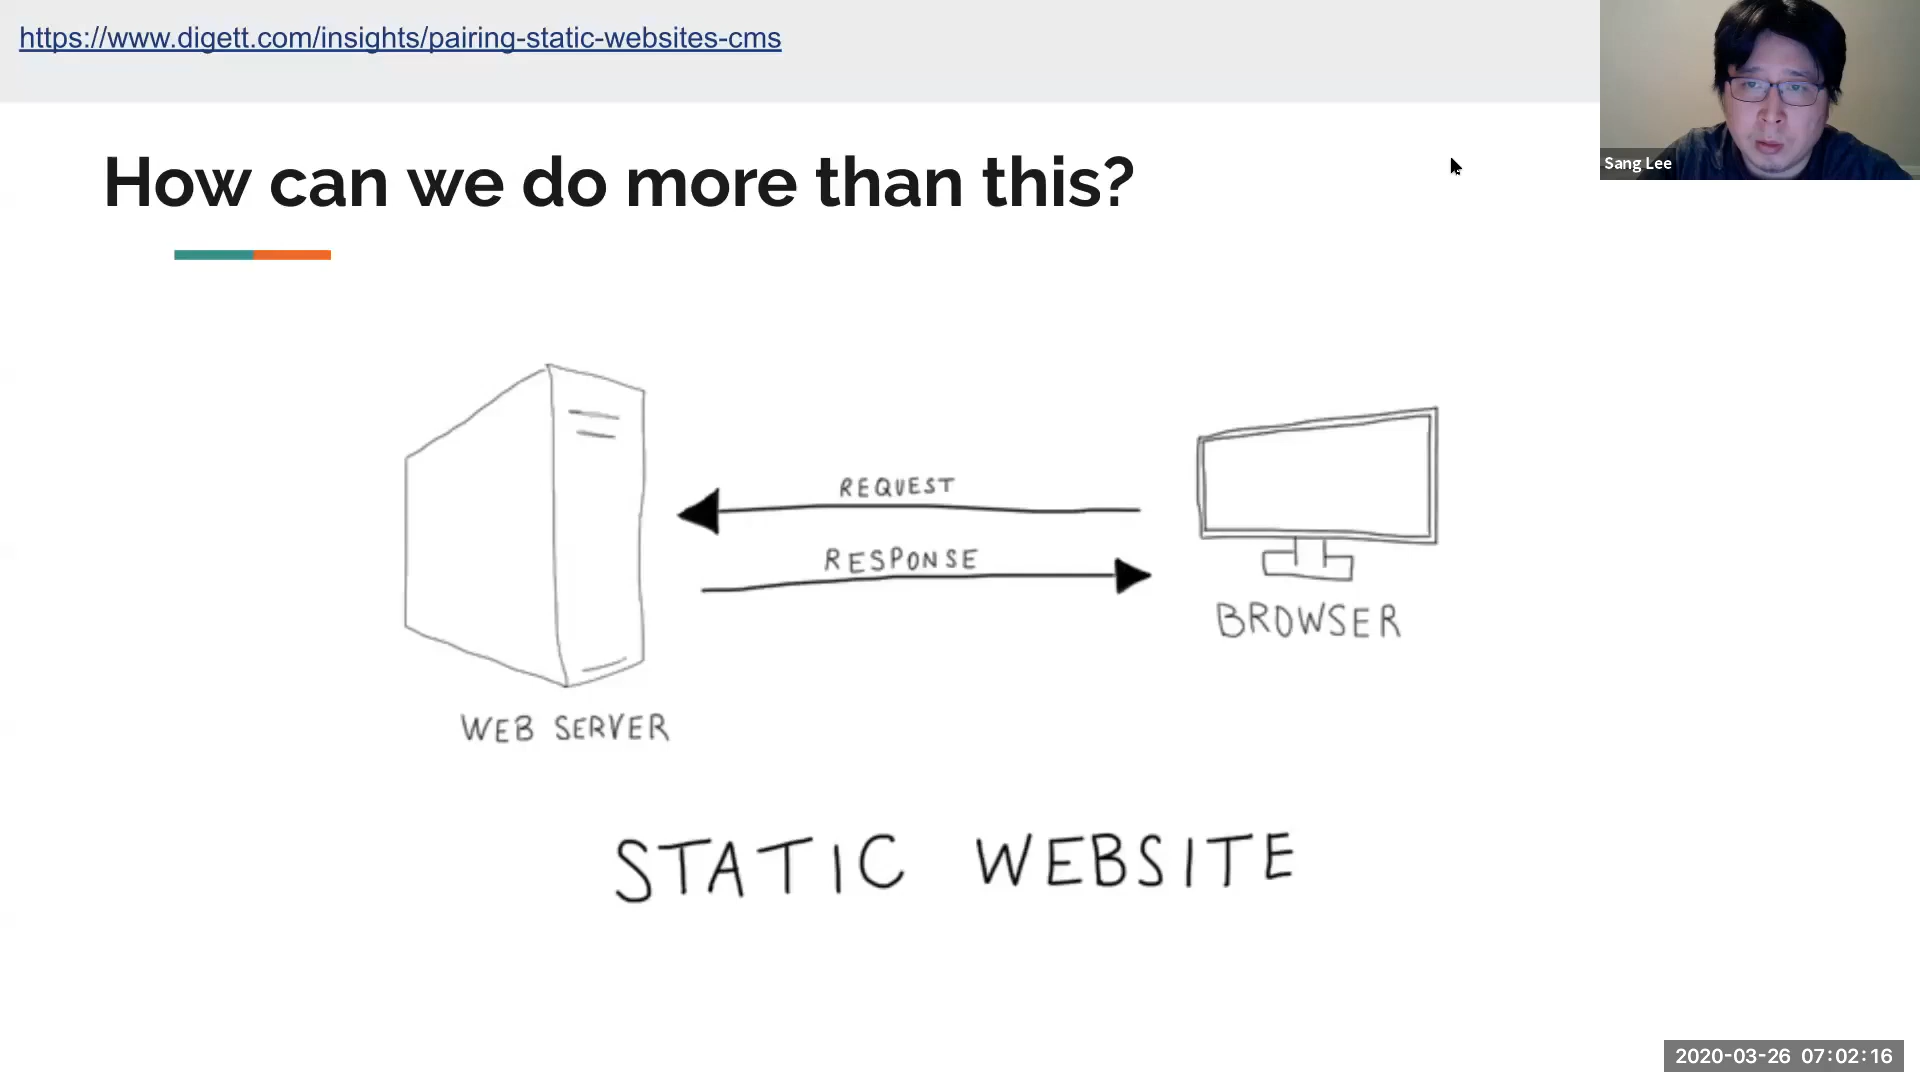 https://www.digett.com/insights/pairing-static-websites-cms
Sang Lee
How can we do more than this?
REQUEST
RESPONSE
BROWSER
WEB SERVER
STATIC WEBSITE
2020-03-26 07:02:16